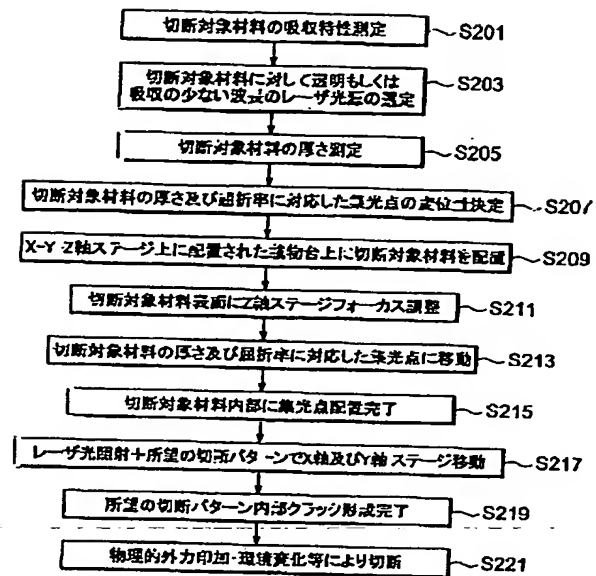 切断対象材料の吸収特性測定
S201
切断対象材料に対して透明もしくは
吸収の少ない波長のレーザ光源の選定
S203
切断対象材料の厚さ測定
S205
切断対象材料の厚さ及び屈折率に対応した集光点の変位量決定
S207
X-Y-Z軸ステージ上に配置された載物台上に切断対象材料を配置
S209
切断対象材料表面にZ軸ステージフォーカス調整
S211
切断対象材料の厚さ及び屈折率に対応した集光点に移動
S213
切断対象材料内部に集光点配置完了
S215
レーザ光照射+所望の切断パターンでX軸及びY軸ステージ移動
S217
所望の切断パターン内部クラック形成完了
S219
物理的外力印加・環境変化等により切断
S221